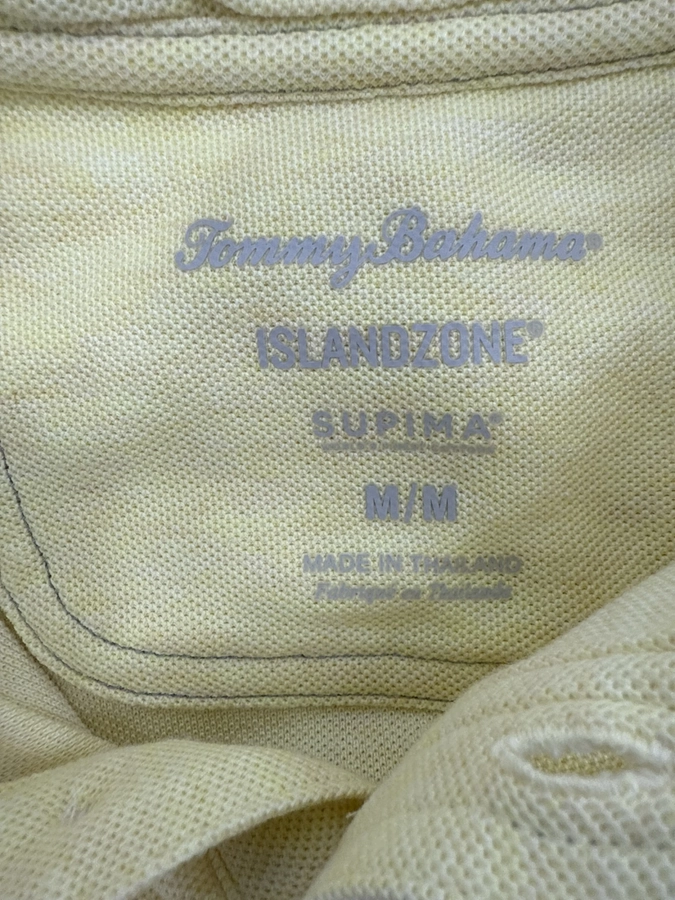 Tommy Bahama®
ISLANDZONE®
SUPIMA®
M/M
MADE IN THAILAND
Fabriqué en Thaïlande